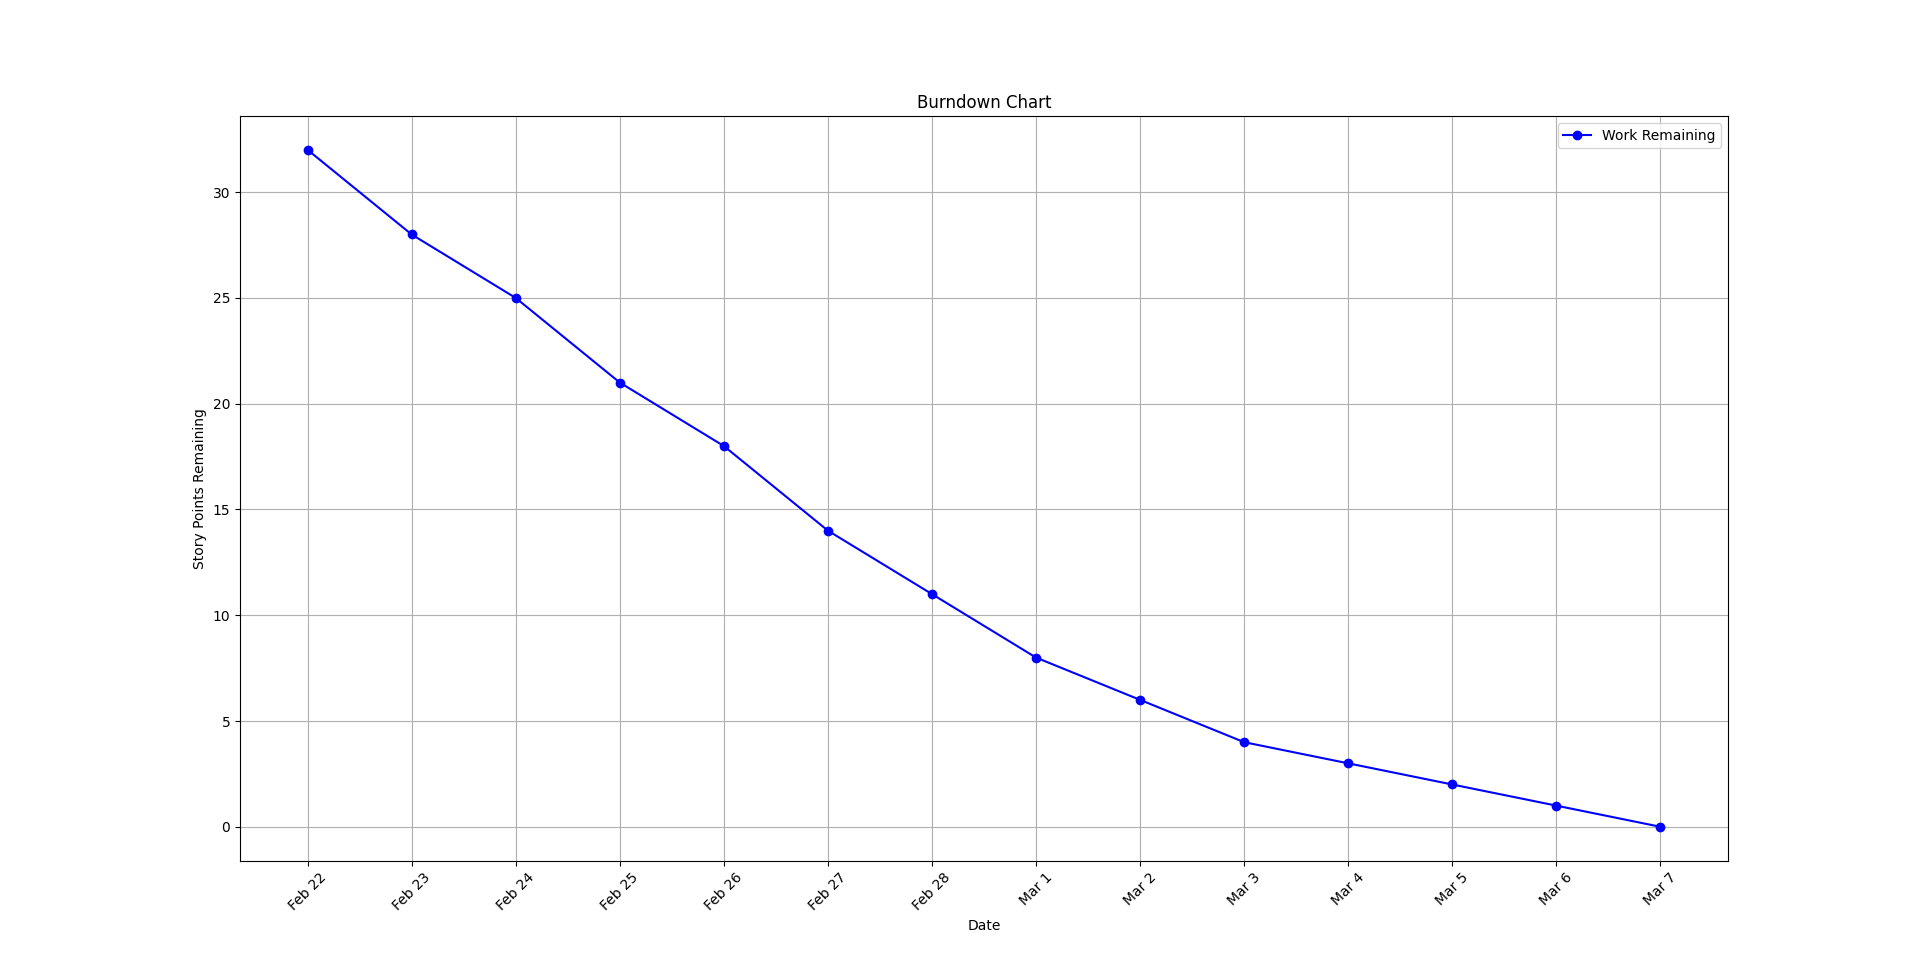 Burndown Chart
Work Remaining
Story Points Remaining
30
25
20
15
10
5
0
Feb 22
Feb 23
Feb 24
Feb 25
Feb 26
Feb 27
Feb 28
Mar 1
Mar 2
Mar 3
Mar 4
Mar 5
Mar 6
Mar 7
Date